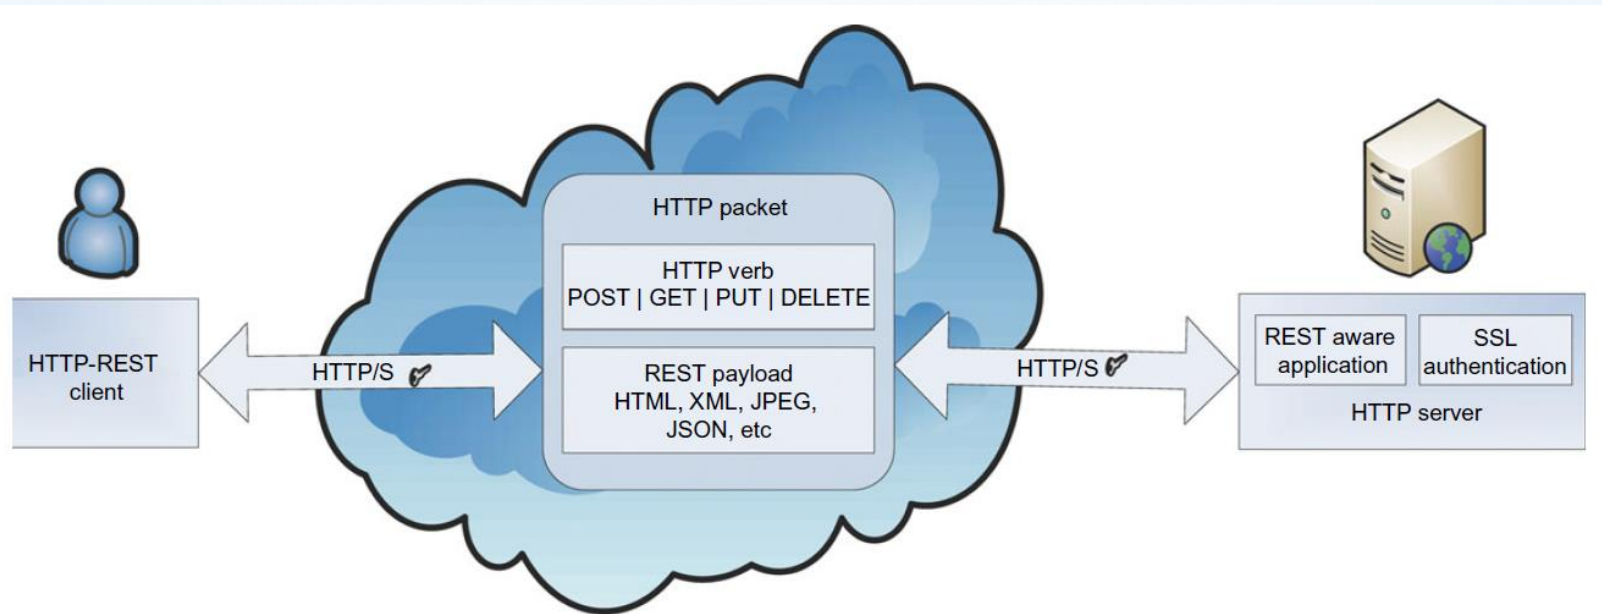 HTTP-REST
client
HTTP/S
HTTP packet
HTTP verb
POST | GET | PUT | DELETE
REST payload
HTML, XML, JPEG,
JSON, etc
HTTP/S
REST aware
application
SSL
authentication
HTTP server